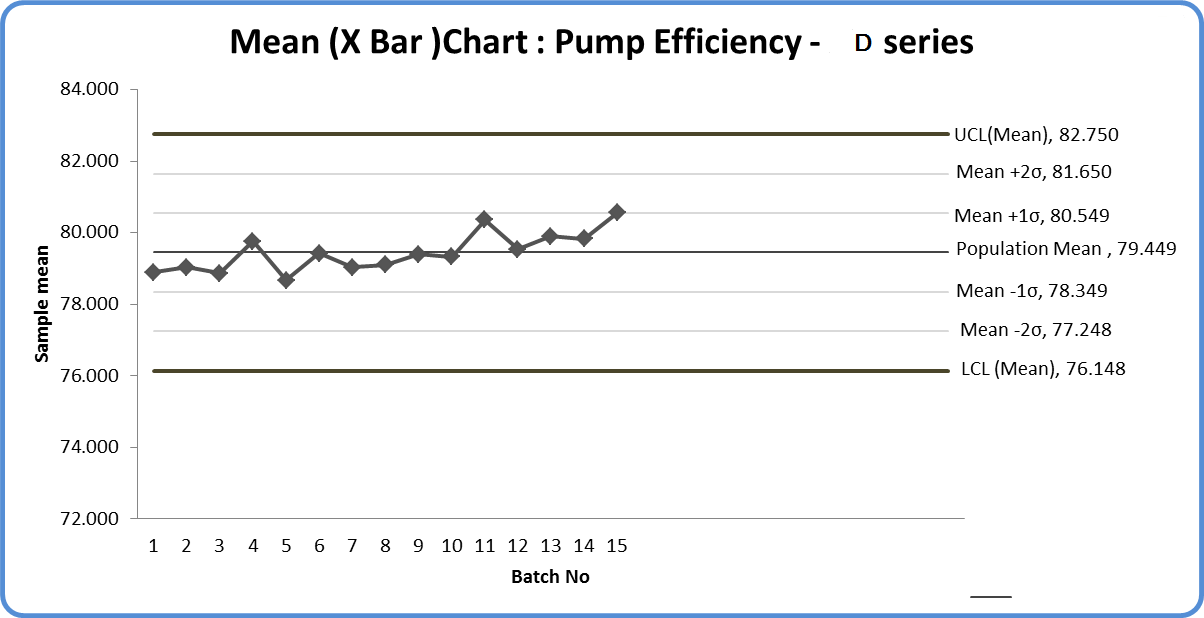 Mean (X Bar )Chart : Pump Efficiency - D series
84.000
82.000
80.000
78.000
76.000
74.000
72.000
Sample mean
UCL(Mean), 82.750
Mean +2σ, 81.650
Mean +1σ, 80.549
Population Mean , 79.449
Mean -1σ, 78.349
Mean -2σ, 77.248
LCL (Mean), 76.148
1 2 3 4 5 6 7 8 9 10 11 12 13 14 15
Batch No